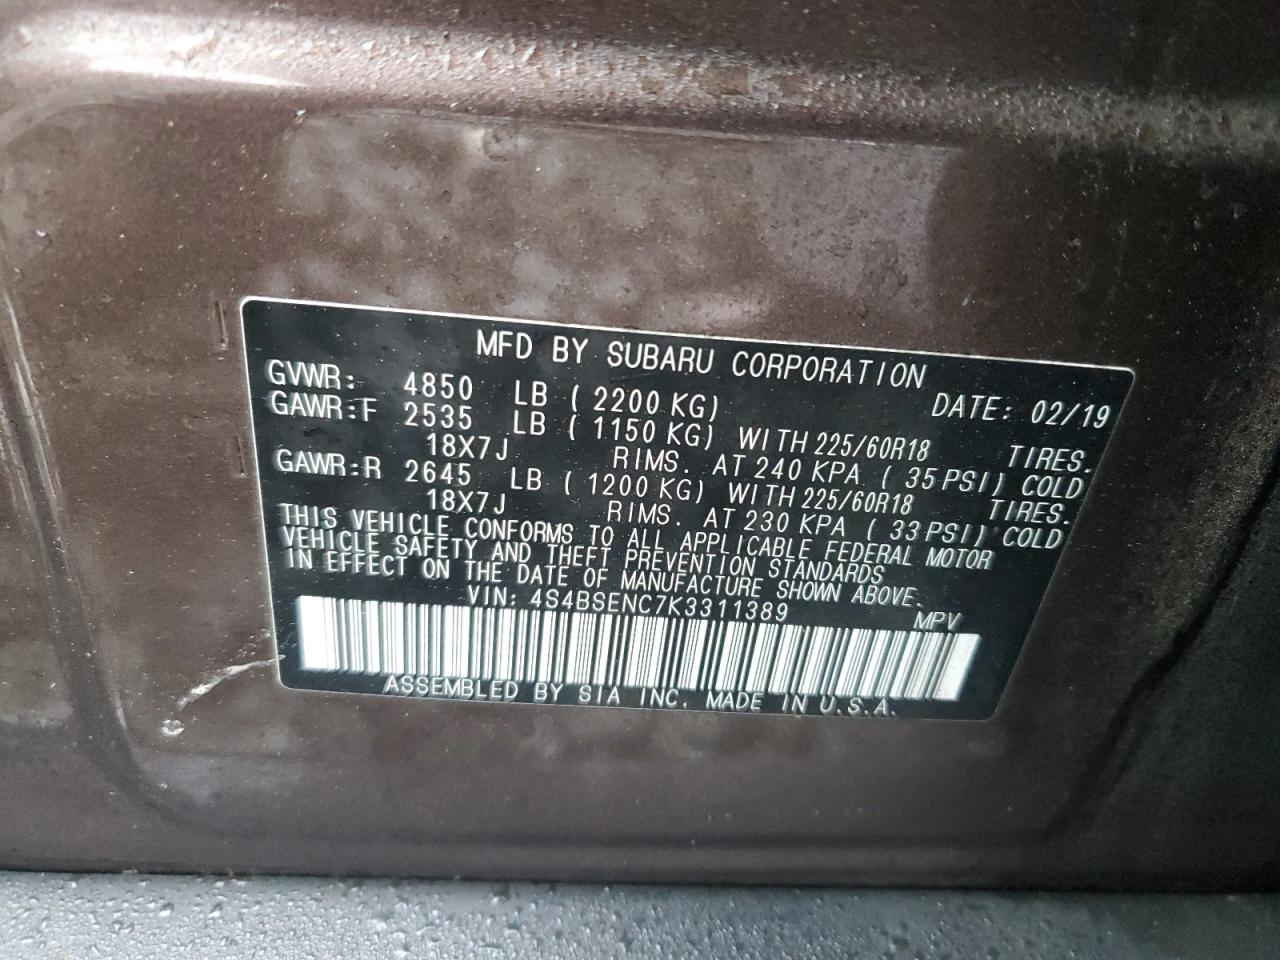 MFD BY SUBARU CORPORATION
GVWR: 4850 LB ( 2200 KG) DATE: 02/19
GAWR:F 2535 LB ( 1150 KG) WITH 225/60R18 TIRES.
18X7J RIMS. AT 240 KPA ( 35 PSI) COLD
GAWR:R 2645 LB ( 1200 KG) WITH 225/60R18 TIRES.
18X7J RIMS. AT 230 KPA ( 33 PSI) COLD
THIS VEHICLE CONFORMS TO ALL APPLICABLE FEDERAL MOTOR
VEHICLE SAFETY AND THEFT PREVENTION STANDARDS
IN EFFECT ON THE DATE OF MANUFACTURE SHOWN ABOVE.
VIN: 4S4BSENC7K3311389 MPV
ASSEMBLED BY SIA INC. MADE IN U.S.A.